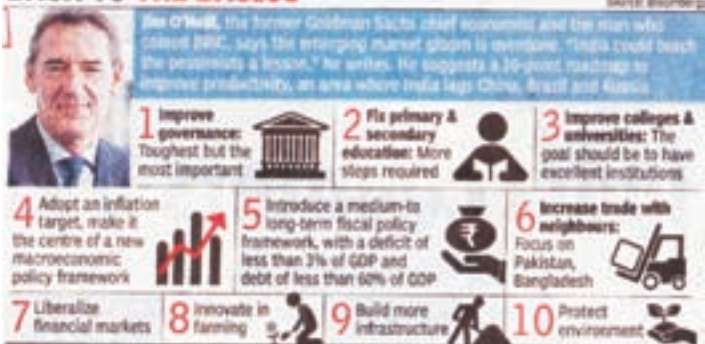 BACK TO THE BASICS
Jim O'Neill, the former Goldman Sachs chief economist and the man who
coined BRIC, says the emerging market gloom is overdone. "India could teach
the pessimists a lesson," he writes. He suggests a 10-point roadmap to
improve productivity, an area where India lags China, Brazil and Russia
1 Improve
governance:
Toughest but the
most important
2 Fix primary &
secondary
education: More
steps required
3 Improve colleges &
universities: The
goal should be to have
excellent institutions
4 Adopt an inflation
target, make it
the centre of a new
macroeconomic
policy framework
5 Introduce a medium-to
long-term fiscal policy
framework, with a deficit of
less than 3% of GDP and
debt of less than 60% of GDP
₹
6 Increase trade with
neighbours:
Focus on
Pakistan,
Bangladesh
7 Liberalize
financial markets
8 Innovate in
farming
9 Build more
infrastructure
10 Protect
environment